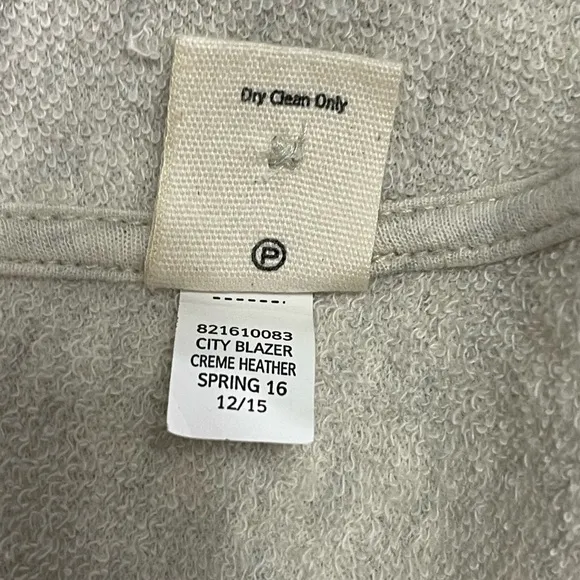 Dry Clean Only
P
821610083
CITY BLAZER
CREME HEATHER
SPRING 16
12/15